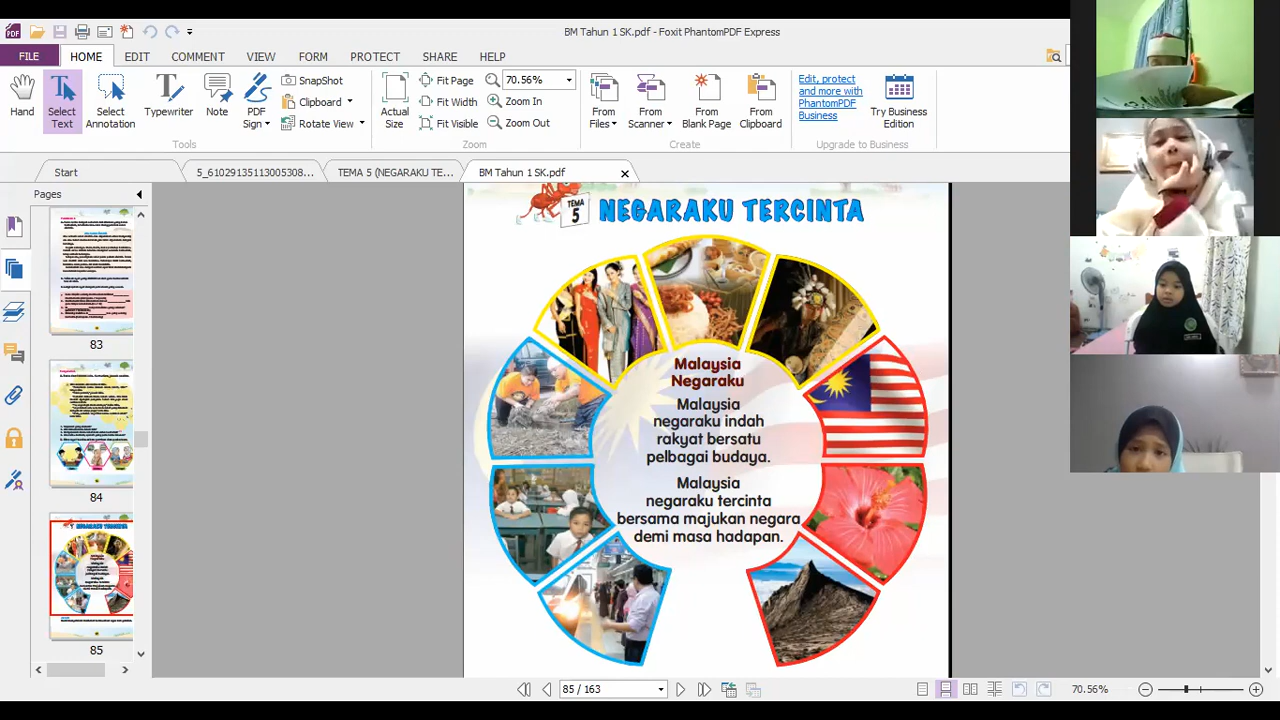 BM Tahun 1 SK.pdf - Foxit PhantomPDF Express
FILE HOME EDIT COMMENT VIEW FORM PROTECT SHARE HELP
Hand
Select Text
Select Annotation
Typewriter
Note
PDF Sign
SnapShot
Clipboard
Rotate View
Tools
Actual Size
Fit Page
Fit Width
Fit Visible
70.56%
Zoom In
Zoom Out
Zoom
From Files
From Scanner
From Blank Page
From Clipboard
Create
Edit, protect
and more with
PhantomPDF
Business
Try Business Edition
Upgrade to Business
Start
5_61029135113005308...
TEMA 5 (NEGARAKU TE...
BM Tahun 1 SK.pdf
Pages
83
84
NEGARAKU TERCINTA
85
TEMA 5
NEGARAKU TERCINTA
Malaysia
Negaraku
Malaysia
negaraku indah
rakyat bersatu
pelbagai budaya.
Malaysia
negaraku tercinta
bersama majukan negara
demi masa hadapan.
85 / 163
70.56%